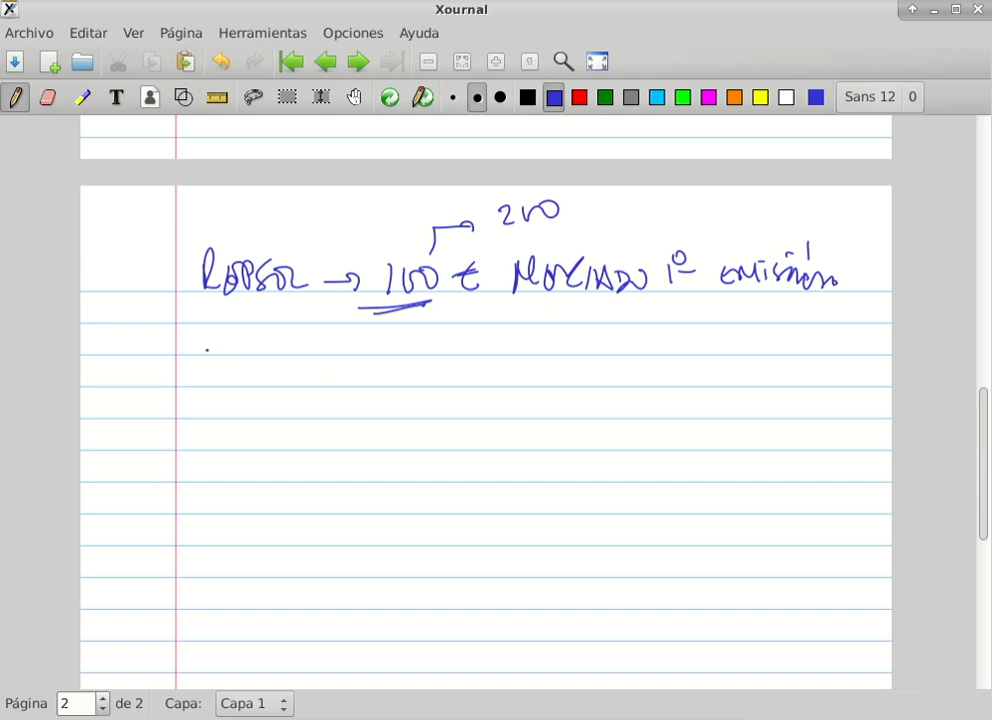 Xournal
Archivo Editar Ver Página Herramientas Opciones Ayuda
Sans 12 0
200
REPSOL → 100 € MERCADO 1º emisión
Página 2 de 2 Capa: Capa 1